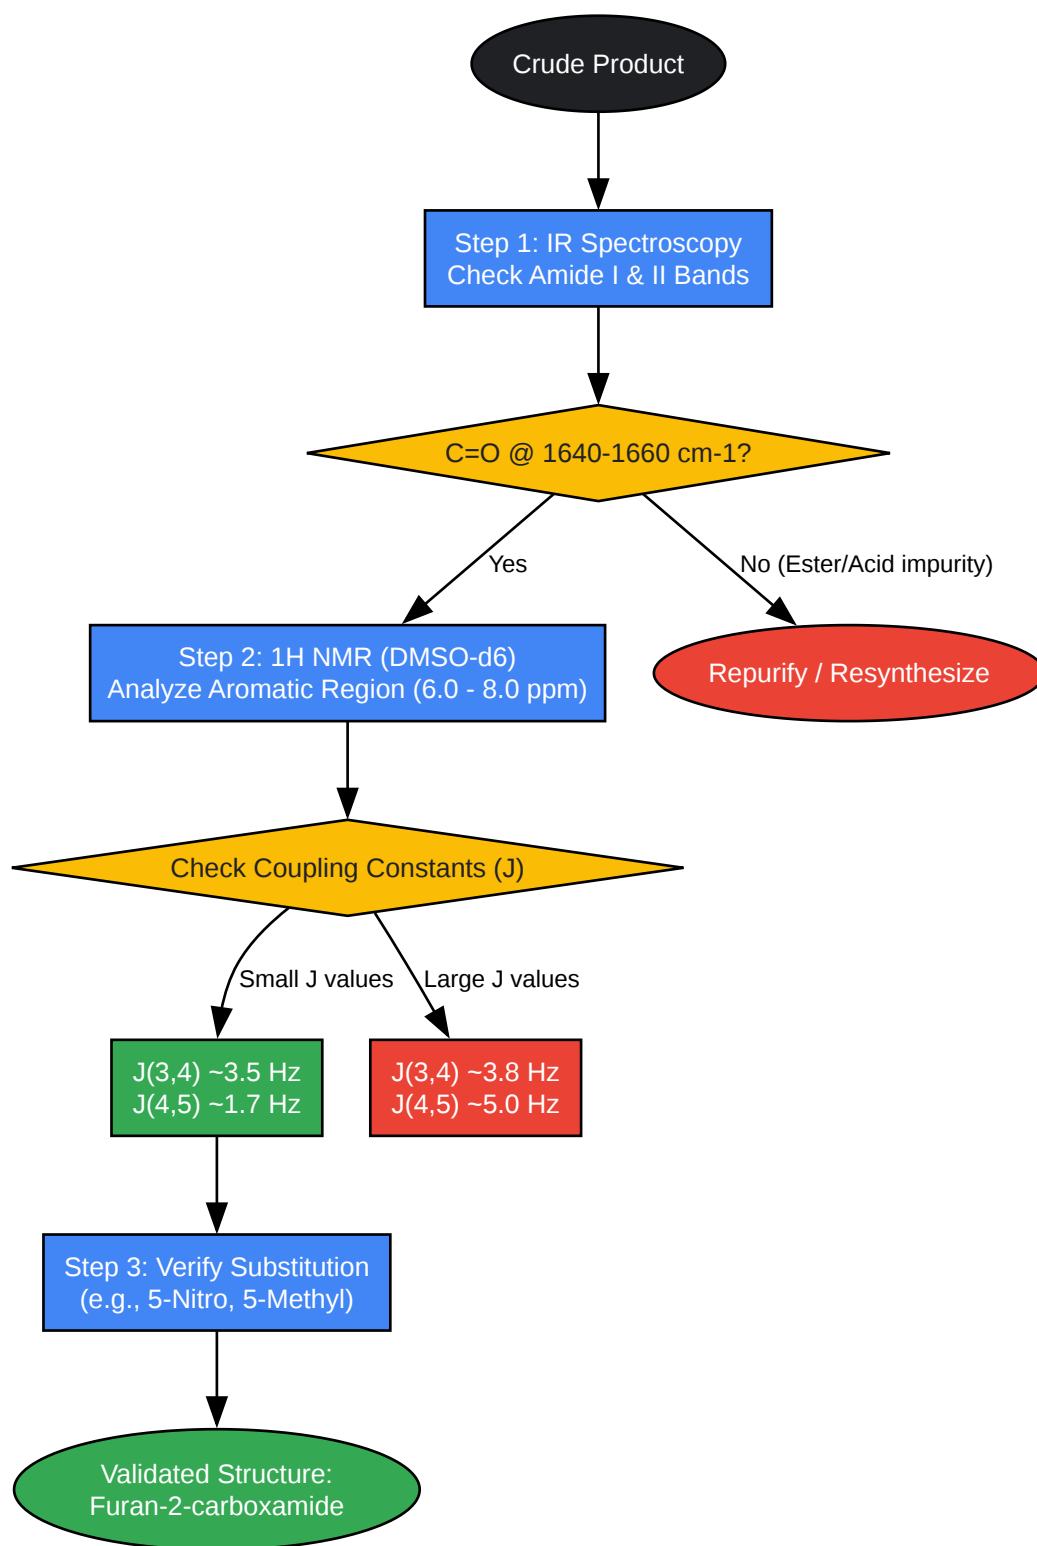 Crude Product
Step 1: IR Spectroscopy
Check Amide I & II Bands
C=O @ 1640-1660 cm-1?
Yes
No (Ester/Acid impurity)
Step 2: 1H NMR (DMSO-d6)
Analyze Aromatic Region (6.0 - 8.0 ppm)
Repurify / Resynthesize
Check Coupling Constants (J)
Small J values
Large J values
J(3,4) ~3.5 Hz
J(4,5) ~1.7 Hz
J(3,4) ~3.8 Hz
J(4,5) ~5.0 Hz
Step 3: Verify Substitution
(e.g., 5-Nitro, 5-Methyl)
Validated Structure:
Furan-2-carboxamide